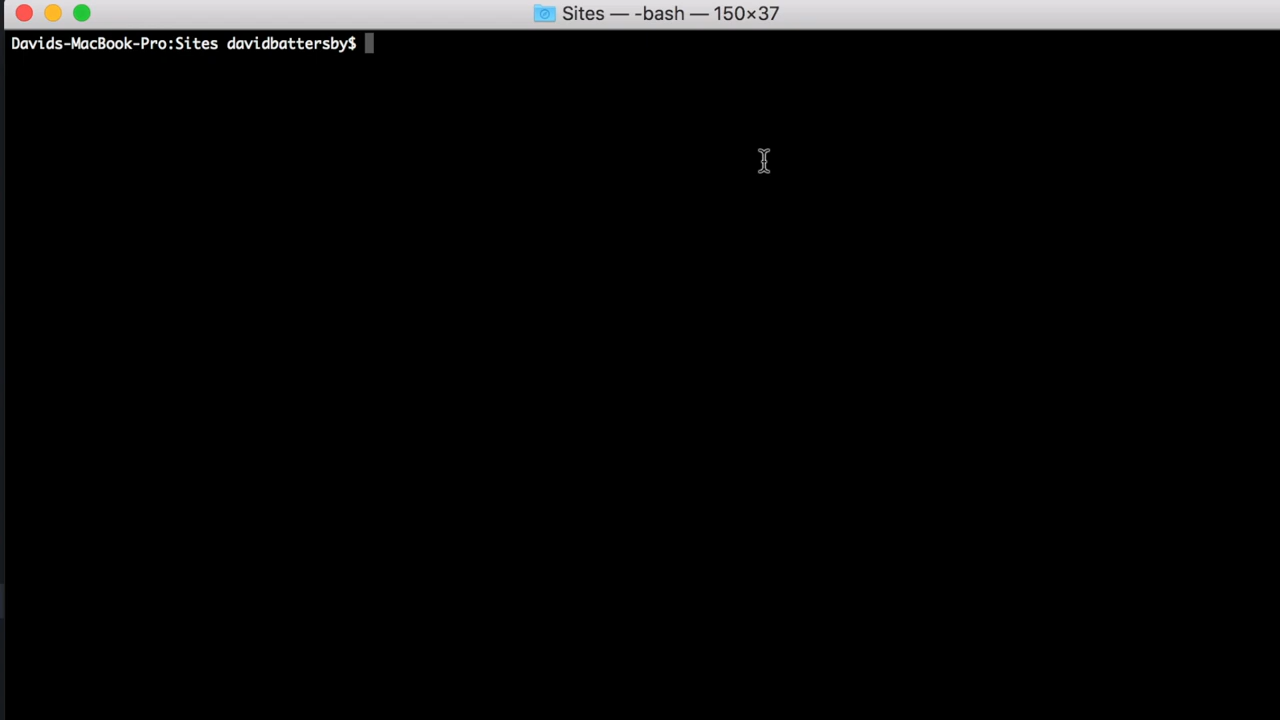 Sites — -bash — 150×37
Davids-MacBook-Pro:Sites davidbattersby$